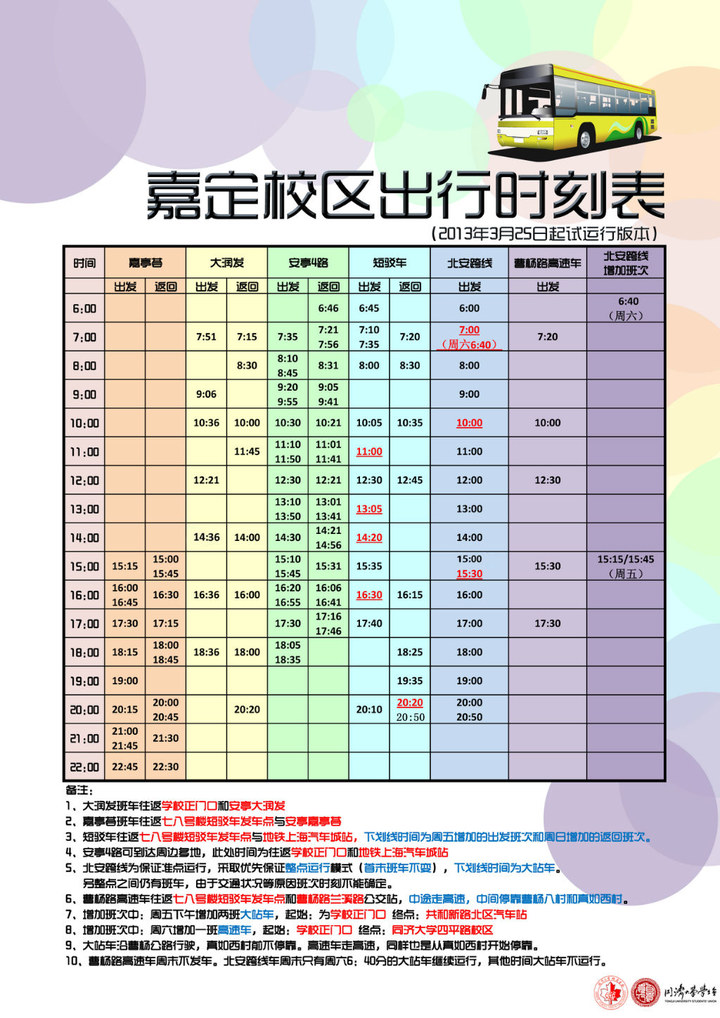 嘉定校区出行时刻表
（2013年3月25日起试运行版本）
时间 嘉亭荟 大润发 安亭4路 短驳车 北安跨线 曹杨路高速车 北安跨线增加班次
出发 返回 出发 返回 出发 返回 出发 返回 出发 出发
6:00 6:46 6:45 6:00 6:40（周六）
7:00 7:51 7:15 7:35 7:21 7:56 7:10 7:35 7:20 7:00（周六6:40） 7:20
8:00 8:30 8:10 8:45 8:31 8:00 8:30 8:00
9:00 9:06 9:20 9:55 9:05 9:41 9:00
10:00 10:36 10:00 10:30 10:21 10:05 10:35 10:00 10:00
11:00 11:45 11:10 11:50 11:01 11:41 11:00 11:00
12:00 12:21 12:30 12:21 12:30 12:45 12:00 12:30
13:00 13:10 13:50 13:01 13:41 13:05 13:00
14:00 14:36 14:00 14:30 14:21 14:56 14:20 14:00
15:00 15:15 15:00 15:45 15:10 15:45 15:31 15:35 15:00 15:30 15:30 15:15/15:45（周五）
16:00 16:00 16:45 16:30 16:36 16:00 16:20 16:55 16:06 16:41 16:30 16:15 16:00
17:00 17:30 17:15 17:30 17:16 17:46 17:40 17:00 17:30
18:00 18:15 18:00 18:45 18:36 18:00 18:05 18:35 18:25 18:00
19:00 19:00 19:35 19:00
20:00 20:15 20:00 20:45 20:20 20:10 20:20 20:50 20:00 20:50
21:00 21:00 21:45 21:30
22:00 22:45 22:30
备注：
1、大润发班车往返学校正门口和安亭大润发
2、嘉亭荟班车往返七八号楼短驳车发车点与安亭嘉亭荟
3、短驳车往返七八号楼短驳车发车点与地铁上海汽车城站，下划线时间为周五增加的出发班次和周日增加的返回班次。
4、安亭4路可到达周边多地，此处时间为往返学校正门口和地铁上海汽车城站
5、北安跨线为保证准点运行，采取优先保证整点运行模式（首末班车不变），下划线时间为大站车。
另整点之间仍有班车，由于交通状况等原因班次时刻不能确定。
6、曹杨路高速车往返七八号楼短驳车发车点和曹杨路兰溪路公交站，中途走高速，中间停靠曹杨八村和真如西村。
7、增加班次中：周五下午增加两班大站车，起始：为学校正门口 终点：共和新路北区汽车站
8、增加班次中：周六增加一班高速车，起始：学校正门口 终点：同济大学四平路校区
9、大站车沿曹杨公路行驶，真如西村前不停靠。高速车走高速，同样也是从真如西村开始停靠。
10、曹杨路高速车周末不发车。北安跨线车周末只有周六6：40分的大站车继续运行，其他时间大站车不运行。
同济大学学生会